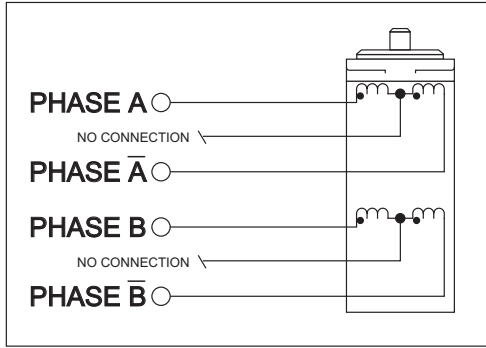 PHASE A
NO CONNECTION
PHASE A̅
PHASE B
NO CONNECTION
PHASE B̅